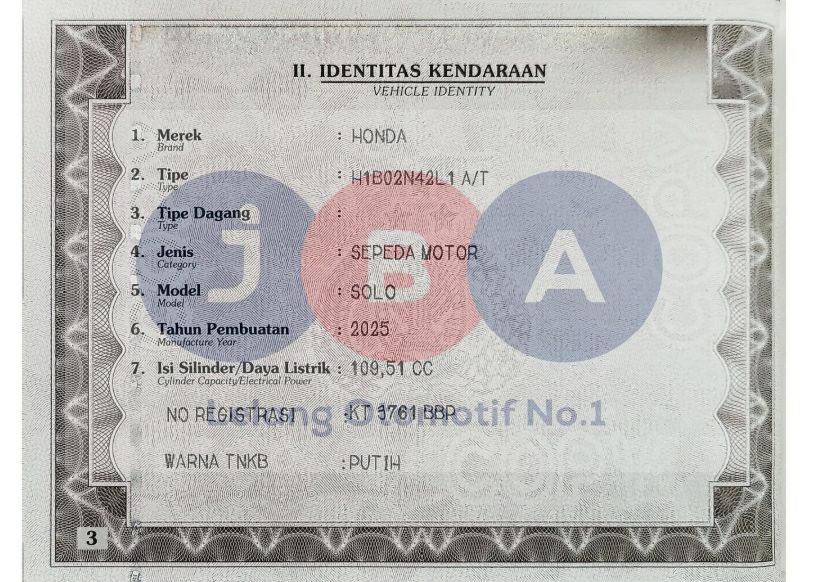 II. IDENTITAS KENDARAAN
VEHICLE IDENTITY
1. Merek : HONDA
Brand
2. Tipe : H1B02N42L1 A/T
Type
3. Tipe Dagang :
Type
4. Jenis : SEPEDA MOTOR
Category
5. Model : SOLO
Model
6. Tahun Pembuatan : 2025
Manufacture Year
7. Isi Silinder/Daya Listrik : 109,51 CC
Cylinder Capacity/Electrical Power
NO REGISTRASI : KT 3761 BBP
WARNA TNKB : PUTIH
3
JBA
Lelang Otomotif No.1